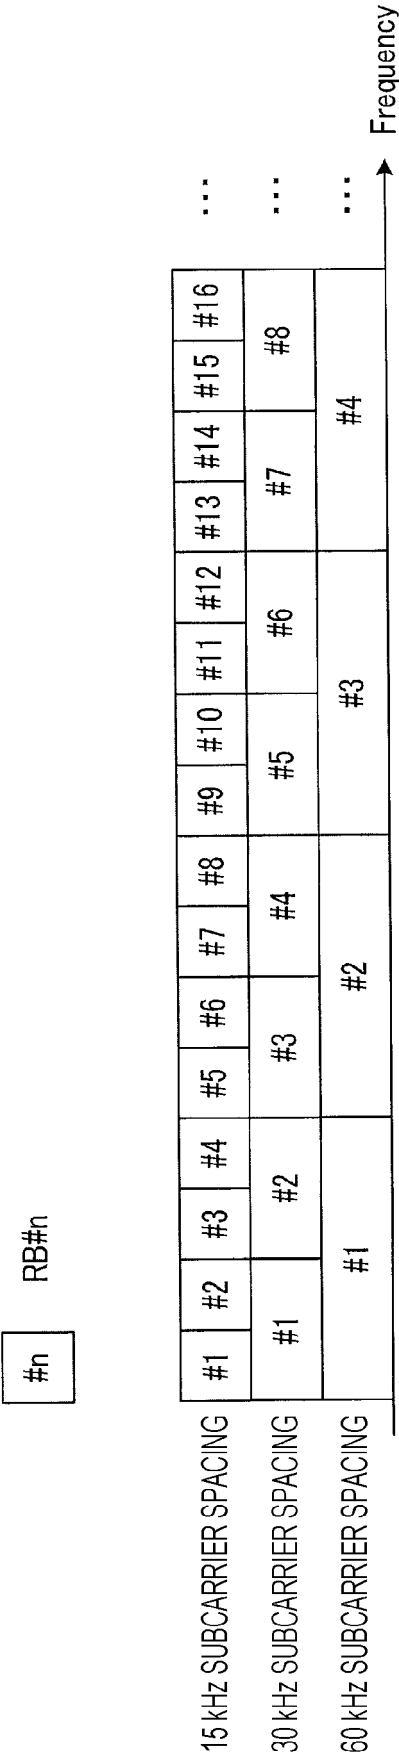 #n RB#n
15 kHz SUBCARRIER SPACING #1 #2 #3 #4 #5 #6 #7 #8 #9 #10 #11 #12 #13 #14 #15 #16 ...
30 kHz SUBCARRIER SPACING #1 #2 #3 #4 #5 #6 #7 #8 ...
60 kHz SUBCARRIER SPACING #1 #2 #3 #4 ...
Frequency